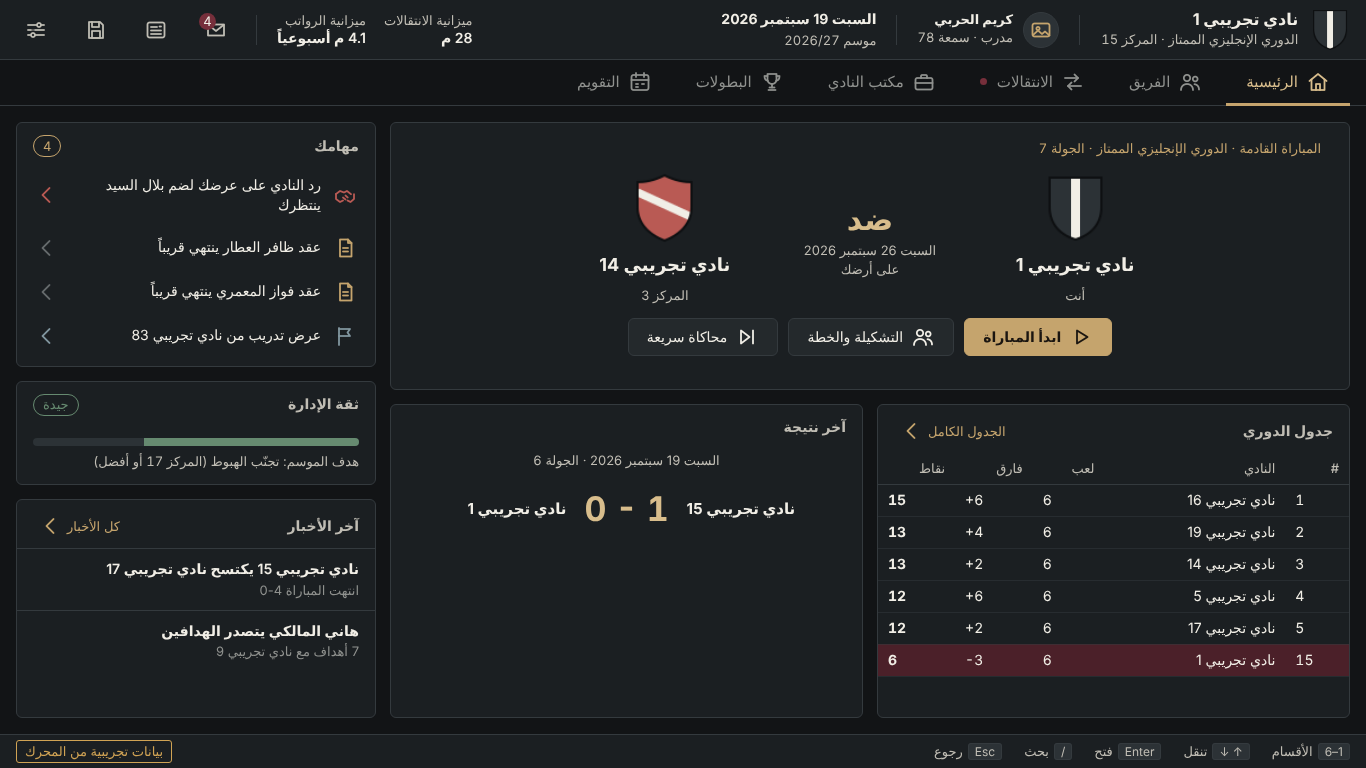 نادي تجريبي 1
الدوري الإنجليزي الممتاز · المركز 15
كريم الحربي
مدرب · سمعة 78
السبت 19 سبتمبر 2026
موسم 2026/27
ميزانية الانتقالات
28 م
ميزانية الرواتب
4.1 م أسبوعياً
4
الرئيسية
الفريق
الانتقالات
مكتب النادي
البطولات
التقويم
المباراة القادمة · الدوري الإنجليزي الممتاز · الجولة 7
نادي تجريبي 1
أنت
ضد
السبت 26 سبتمبر 2026
على أرضك
نادي تجريبي 14
المركز 3
ابدأ المباراة
التشكيلة والخطة
محاكاة سريعة
جدول الدوري
الجدول الكامل
# النادي لعب فارق نقاط
1 نادي تجريبي 16 6 +6 15
2 نادي تجريبي 19 6 +4 13
3 نادي تجريبي 14 6 +2 13
4 نادي تجريبي 5 6 +6 12
5 نادي تجريبي 17 6 +2 12
15 نادي تجريبي 1 6 -3 6
آخر نتيجة
السبت 19 سبتمبر 2026 · الجولة 6
نادي تجريبي 15 1 - 0 نادي تجريبي 1
مهامك
4
رد النادي على عرضك لضم بلال السيد
ينتظرك
عقد ظافر العطار ينتهي قريباً
عقد فواز المعمري ينتهي قريباً
عرض تدريب من نادي تجريبي 83
ثقة الإدارة
جيدة
هدف الموسم: تجنّب الهبوط (المركز 17 أو أفضل)
آخر الأخبار
كل الأخبار
نادي تجريبي 15 يكتسح نادي تجريبي 17
انتهت المباراة 4-0
هاني المالكي يتصدر الهدافين
7 أهداف مع نادي تجريبي 9
1–6 الأقسام
↑ ↓ تنقل
Enter فتح
/ بحث
Esc رجوع
بيانات تجريبية من المحرك